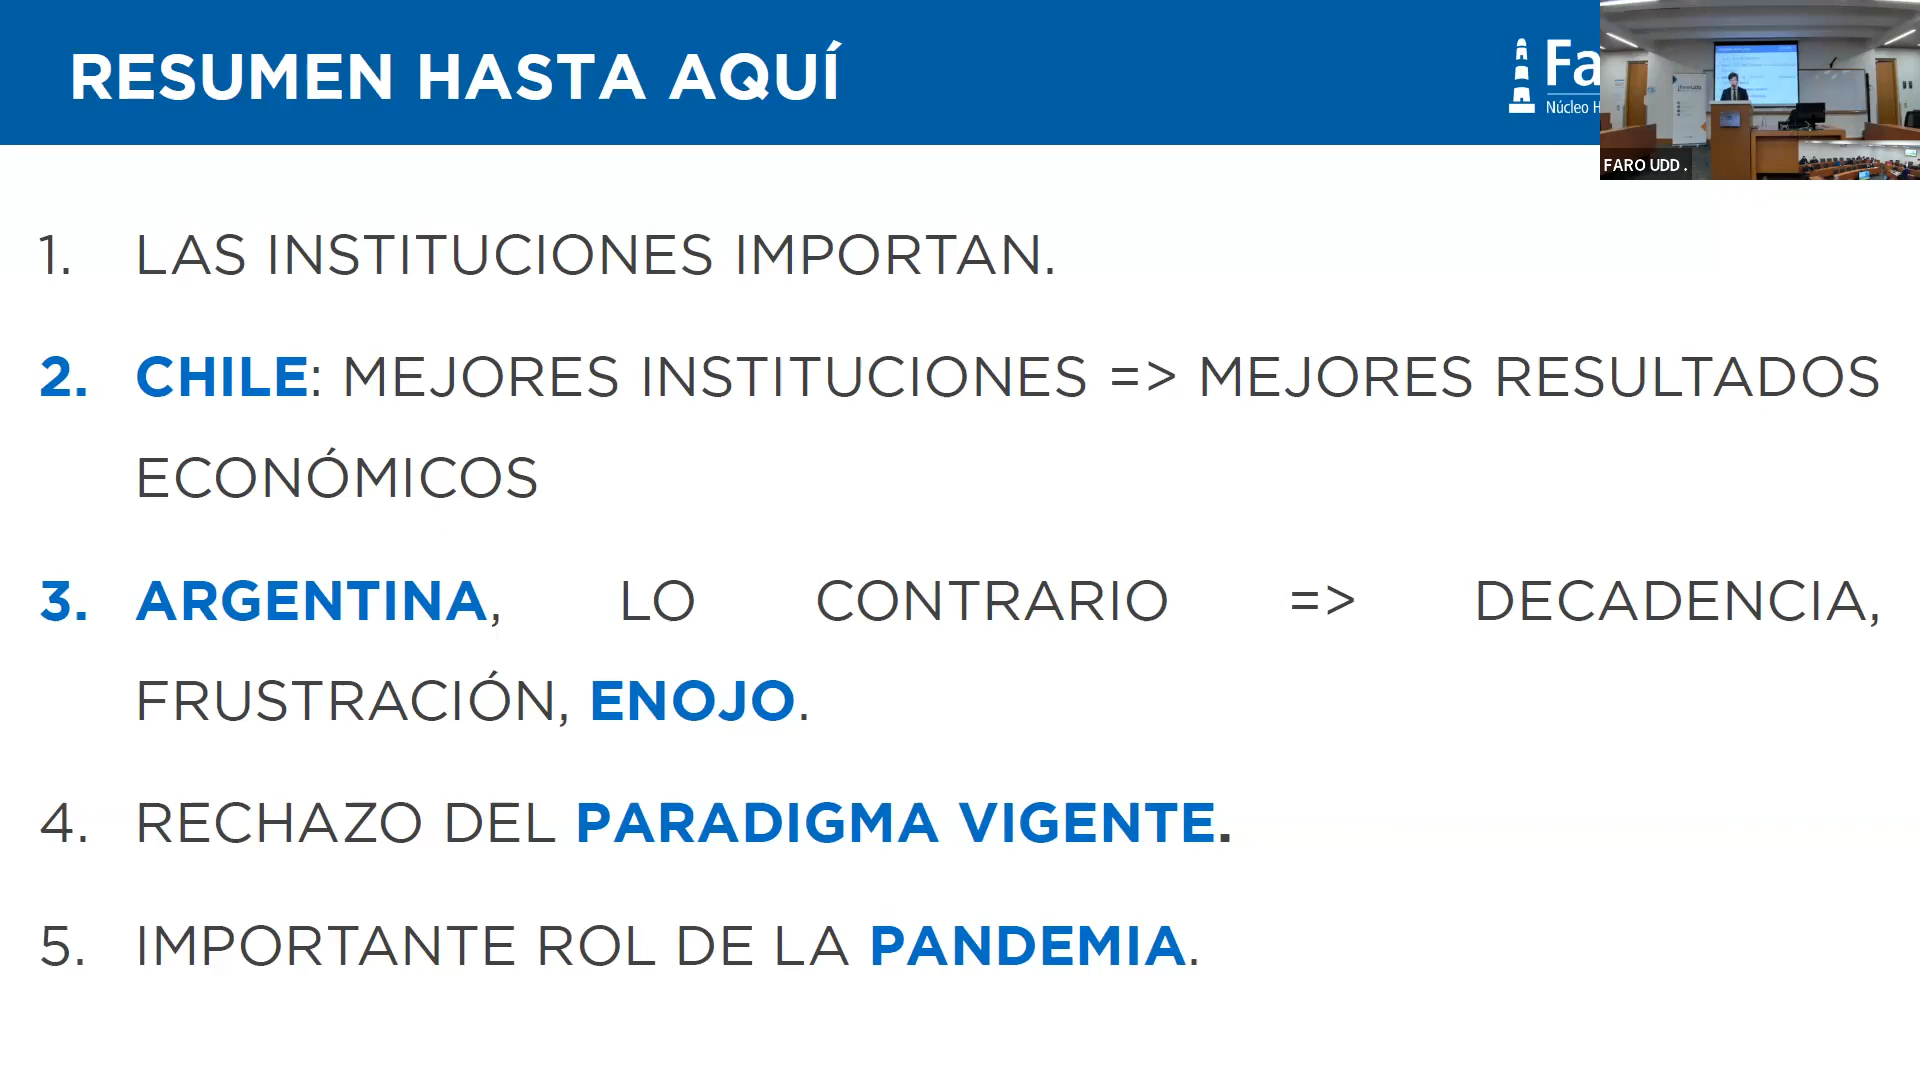 RESUMEN HASTA AQUÍ
Fa
Núcleo H
FARO UDD .
1. LAS INSTITUCIONES IMPORTAN.
2. CHILE: MEJORES INSTITUCIONES => MEJORES RESULTADOS
ECONÓMICOS
3. ARGENTINA, LO CONTRARIO => DECADENCIA,
FRUSTRACIÓN, ENOJO.
4. RECHAZO DEL PARADIGMA VIGENTE.
5. IMPORTANTE ROL DE LA PANDEMIA.